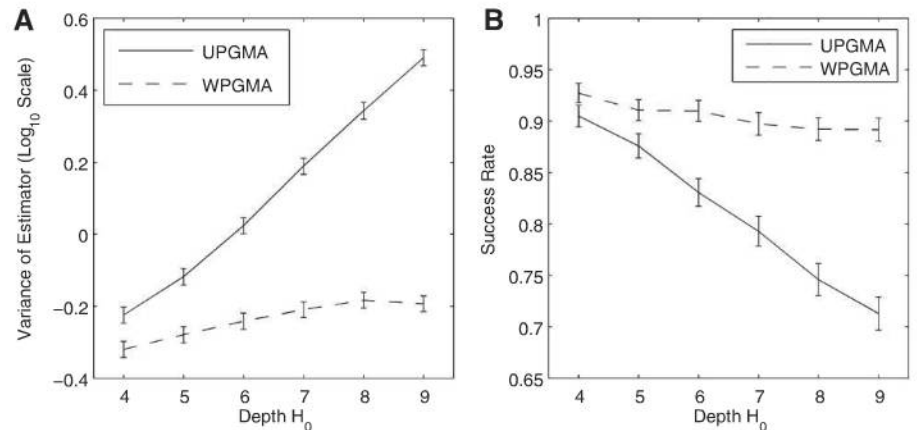 A
Variance of Estimator (Log10 Scale)
0.6
0.4
0.2
0
−0.2
−0.4
UPGMA
WPGMA
4 5 6 7 8 9
Depth H0
B
Success Rate
1
0.95
0.9
0.85
0.8
0.75
0.7
0.65
UPGMA
WPGMA
4 5 6 7 8 9
Depth H0